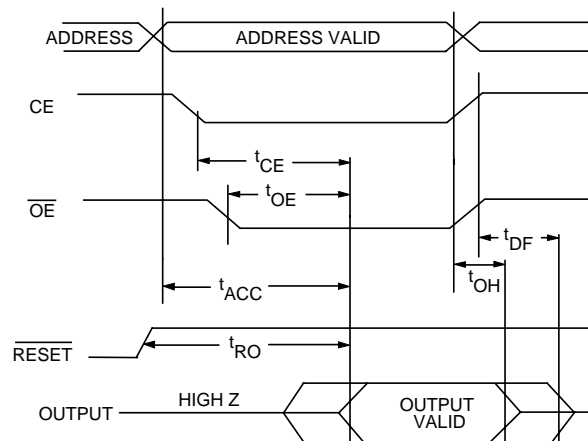 ADDRESS
ADDRESS VALID
CE
tCE
tOE
OE
tDF
tOH
tACC
RESET
tRO
HIGH Z
OUTPUT
OUTPUT
VALID